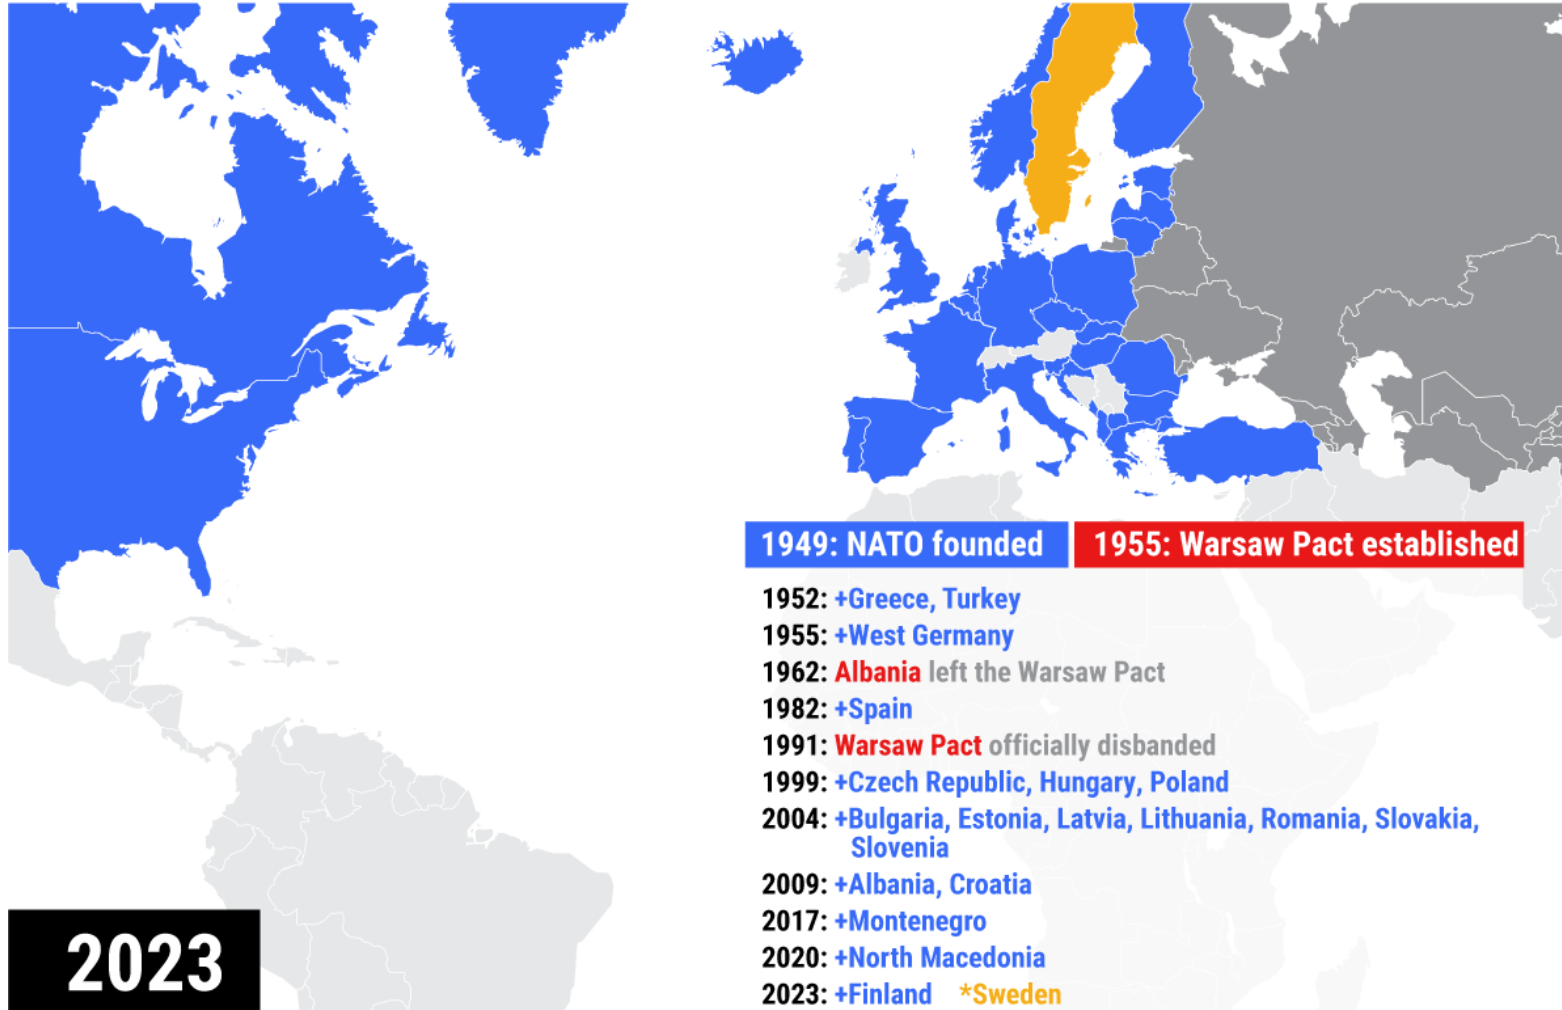 1949: NATO founded
1955: Warsaw Pact established
1952: +Greece, Turkey
1955: +West Germany
1962: Albania left the Warsaw Pact
1982: +Spain
1991: Warsaw Pact officially disbanded
1999: +Czech Republic, Hungary, Poland
2004: +Bulgaria, Estonia, Latvia, Lithuania, Romania, Slovakia,
Slovenia
2009: +Albania, Croatia
2017: +Montenegro
2020: +North Macedonia
2023: +Finland *Sweden
2023